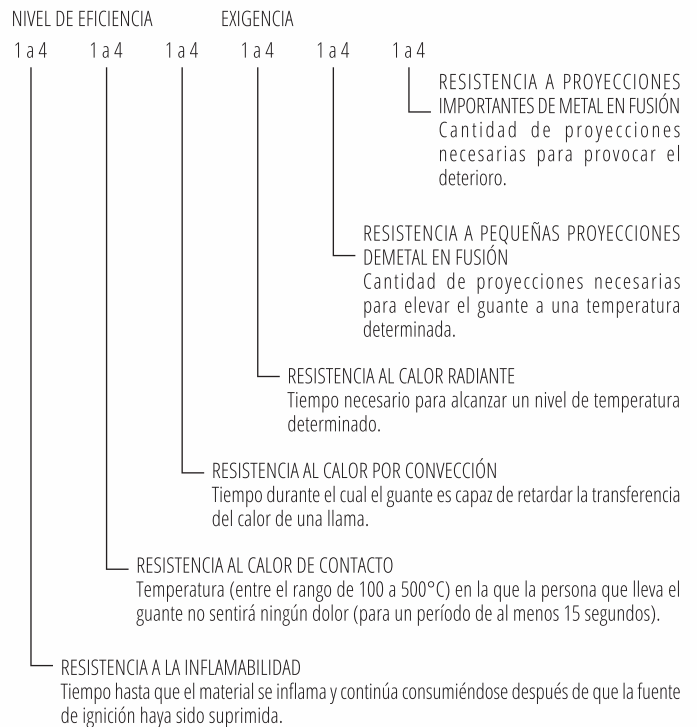 NIVEL DE EFICIENCIA EXIGENCIA
1 a 4 1 a 4 1 a 4 1 a 4 1 a 4 1 a 4
RESISTENCIA A PROYECCIONES
IMPORTANTES DE METAL EN FUSIÓN
Cantidad de proyecciones
necesarias para provocar el
deterioro.
RESISTENCIA A PEQUEÑAS PROYECCIONES
DEMETAL EN FUSIÓN
Cantidad de proyecciones necesarias
para elevar el guante a una temperatura
determinada.
RESISTENCIA AL CALOR RADIANTE
Tiempo necesario para alcanzar un nivel de temperatura
determinado.
RESISTENCIA AL CALOR POR CONVECCIÓN
Tiempo durante el cual el guante es capaz de retardar la transferencia
del calor de una llama.
RESISTENCIA AL CALOR DE CONTACTO
Temperatura (entre el rango de 100 a 500°C) en la que la persona que lleva el
guante no sentirá ningún dolor (para un período de al menos 15 segundos).
RESISTENCIA A LA INFLAMABILIDAD
Tiempo hasta que el material se inflama y continúa consumiéndose después de que la fuente
de ignición haya sido suprimida.